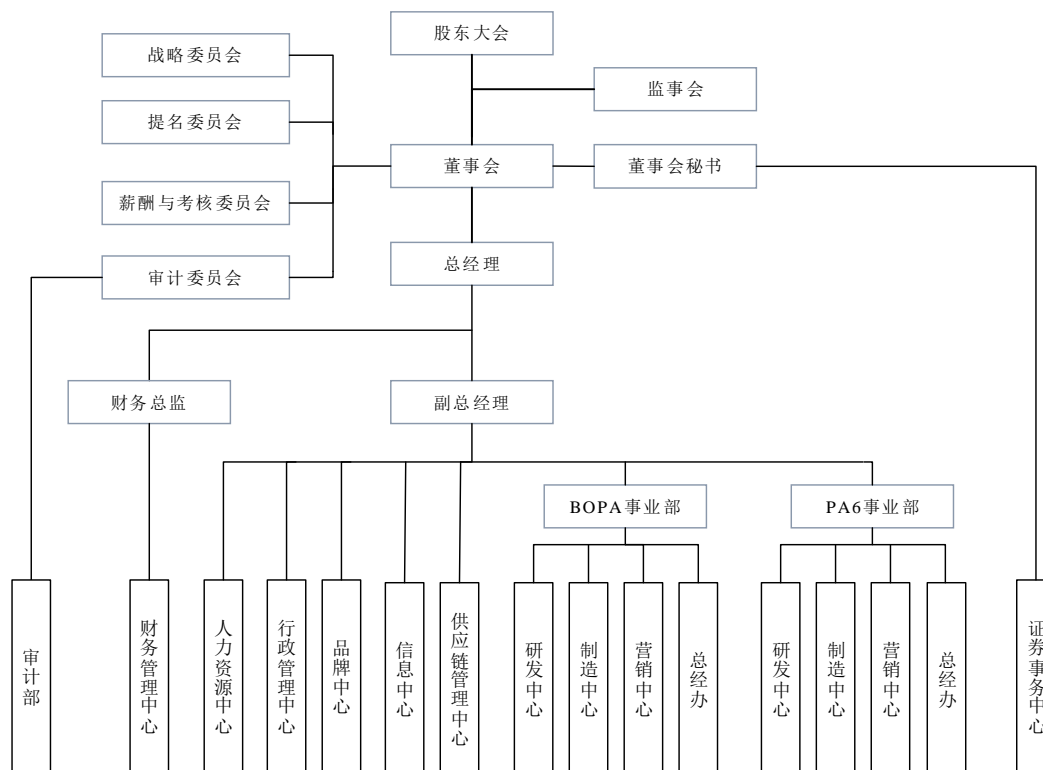 股东大会
战略委员会
监事会
提名委员会
董事会
董事会秘书
薪酬与考核委员会
总经理
审计委员会
财务总监
副总经理
BOPA事业部
PA6事业部
审计部
财务管理中心
人力资源中心
行政管理中心
品牌中心
信息中心
供应链管理中心
研发中心
制造中心
营销中心
总经办
研发中心
制造中心
营销中心
总经办
证券事务中心